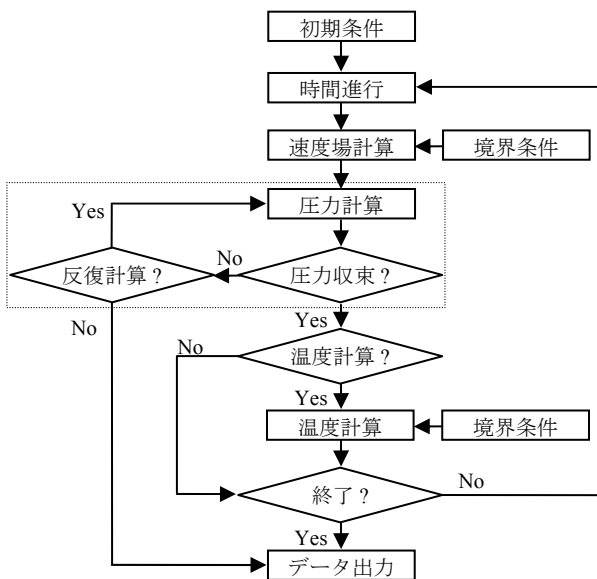 初期条件
時間進行
速度場計算
境界条件
圧力計算
Yes
反復計算？
No
圧力収束？
No
Yes
No
温度計算？
Yes
温度計算
境界条件
終了？
No
Yes
データ出力